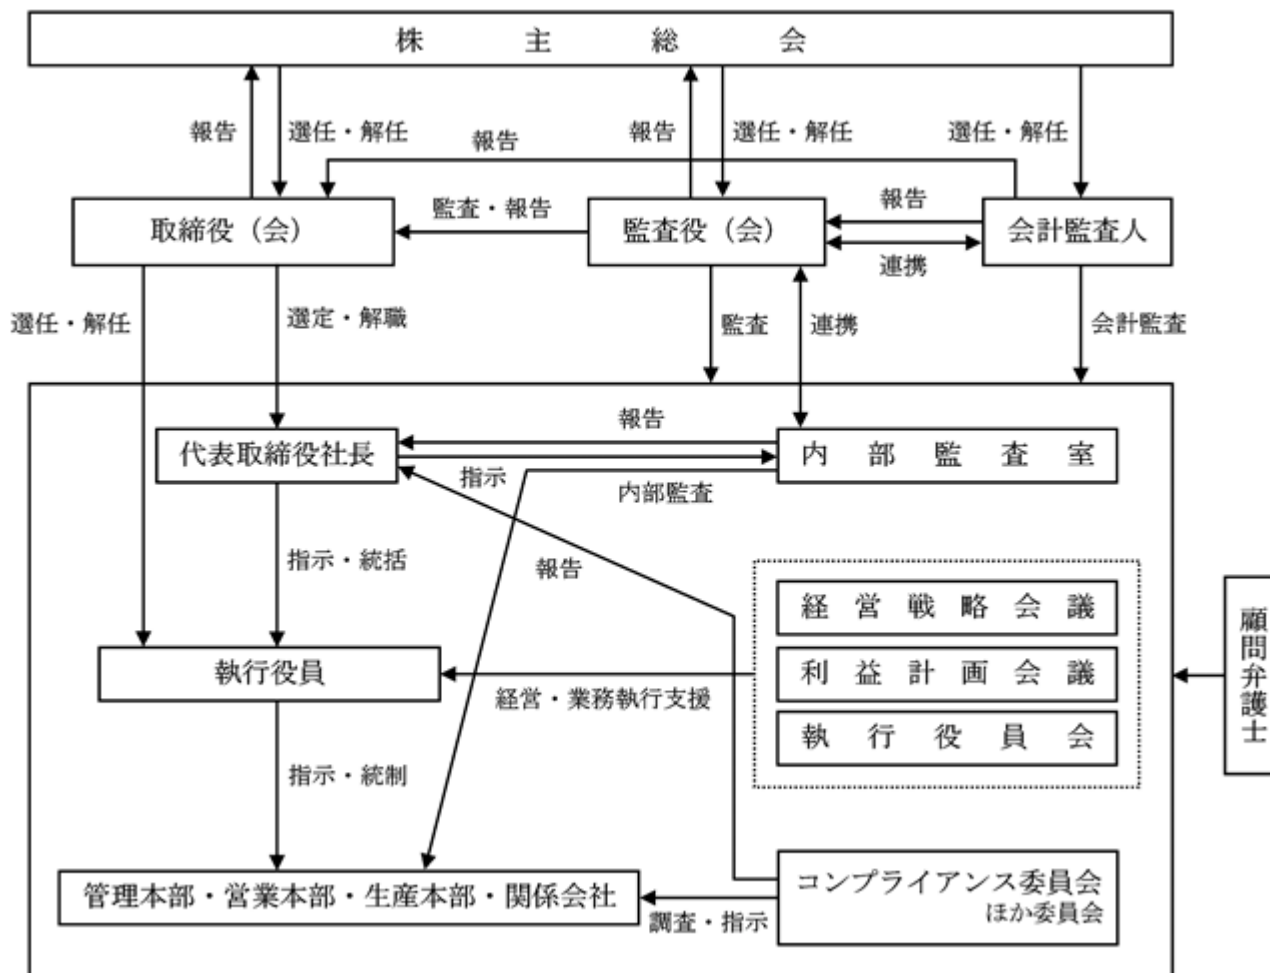 株主総会
報告
選任・解任
報告
報告
選任・解任
選任・解任
取締役（会）
監査・報告
監査役（会）
報告
連携
会計監査人
選任・解任
選定・解職
監査
連携
会計監査
代表取締役社長
報告
指示
内部監査
内部監査室
指示・統括
報告
経営戦略会議
利益計画会議
執行役員会
顧問弁護士
執行役員
経営・業務執行支援
指示・統制
管理本部・営業本部・生産本部・関係会社
調査・指示
コンプライアンス委員会
ほか委員会